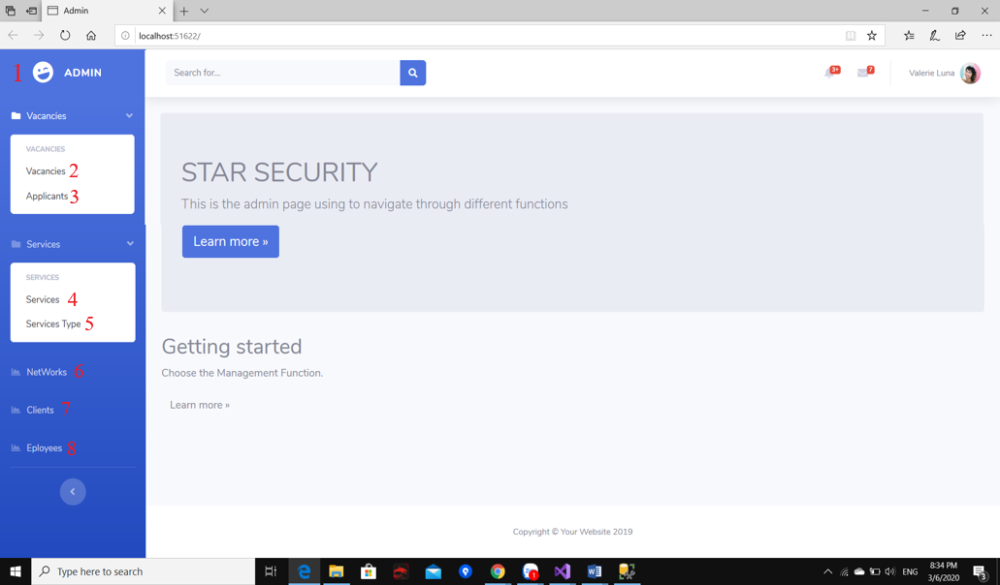 Admin
localhost:51622/
1 ADMIN
Search for...
3+
7
Valerie Luna
Vacancies
VACANCIES
Vacancies 2
Applicants 3
Services
SERVICES
Services 4
Services Type 5
NetWorks 6
Clients 7
Eployees 8
STAR SECURITY
This is the admin page using to navigate through different functions
Learn more »
Getting started
Choose the Management Function.
Learn more »
Copyright © Your Website 2019
Type here to search
1
ENG
8:34 PM
3/6/2020
3